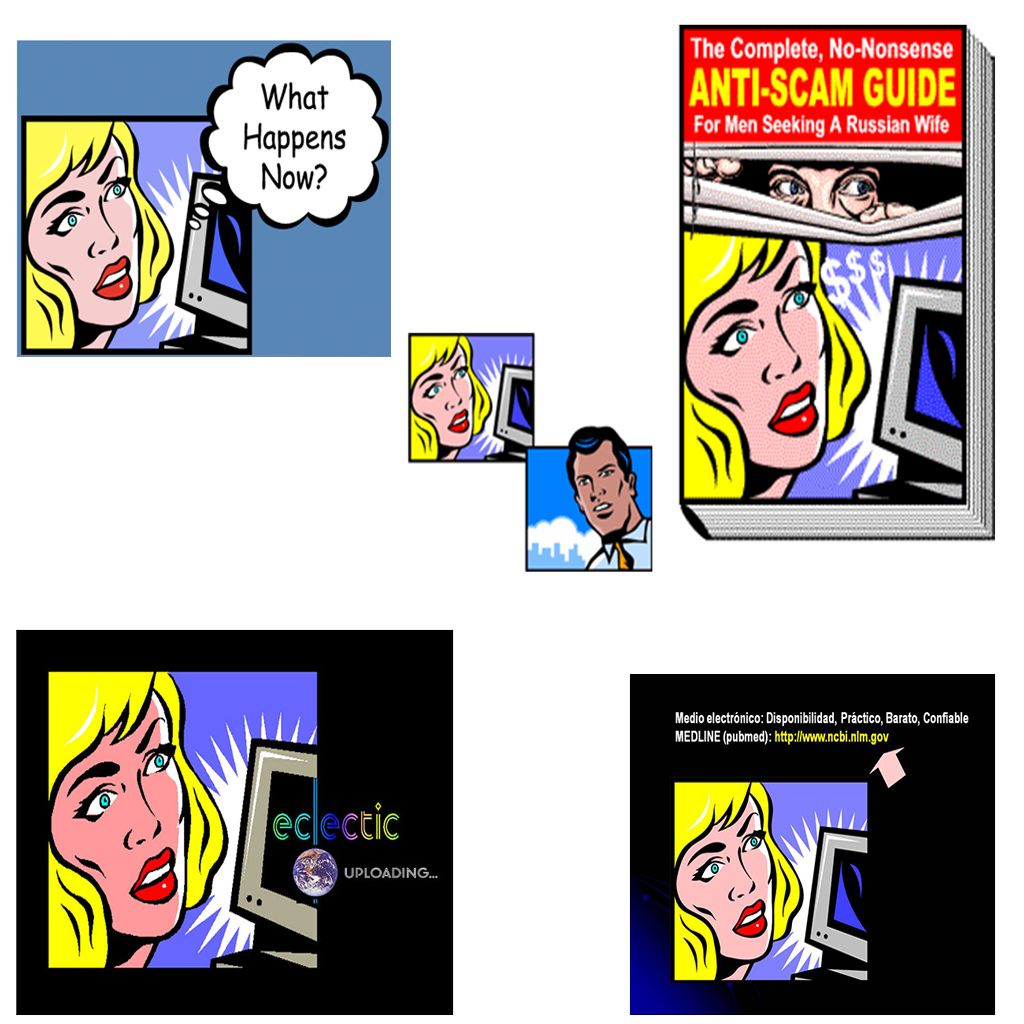 What
Happens
Now?
The Complete, No-Nonsense
ANTI-SCAM GUIDE
For Men Seeking A Russian Wife
$$$
eclectic
UPLOADING...
Medio electrónico: Disponibilidad, Práctico, Barato, Confiable
MEDLINE (pubmed): http://www.ncbi.nlm.gov